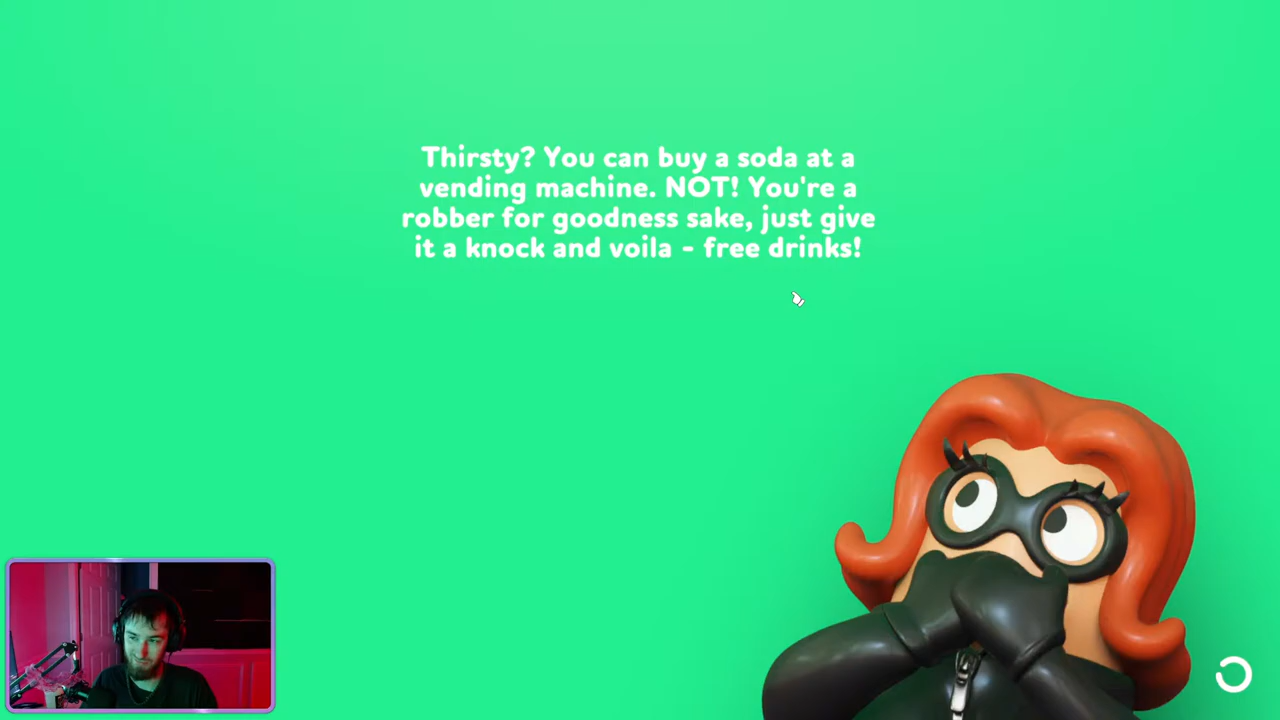 Thirsty? You can buy a soda at a
vending machine. NOT! You're a
robber for goodness sake, just give
it a knock and voila - free drinks!